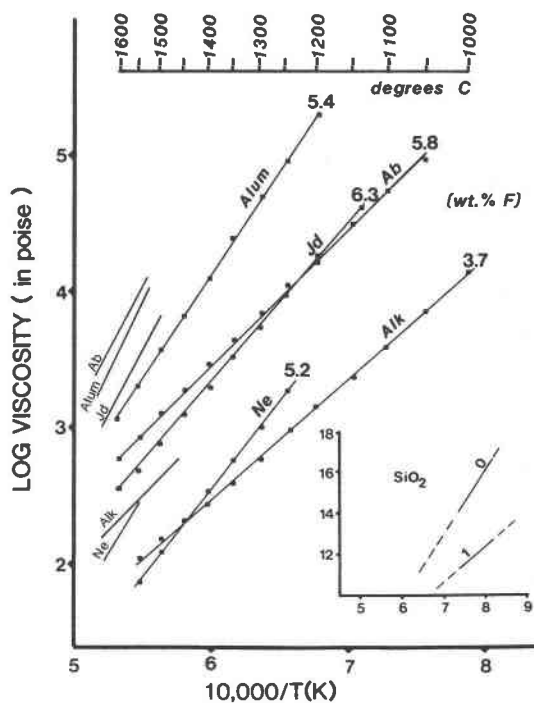 1600
1500
1400
1300
1200
1100
1000
degrees C
5.4
5.8
6.3
(wt.% F)
3.7
5.2
Alum
Ab
Jd
Alk
Ne
Ab
Alum
Jd
Alk
Ne
LOG VISCOSITY ( in poise )
5
4
3
2
5
6
7
8
10,000/T(K)
18
16
14
12
SiO₂
0
1
5
6
7
8
9